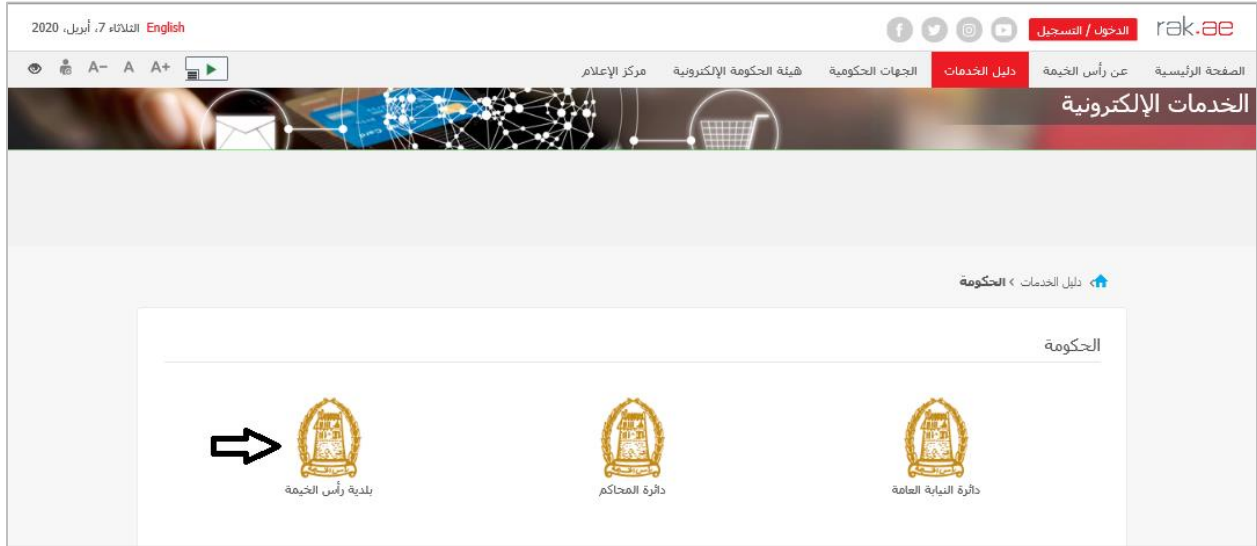 rak.ae
الدخول / التسجيل
English
الثلاثاء 7، أبريل، 2020
الصفحة الرئيسية
عن رأس الخيمة
دليل الخدمات
الجهات الحكومية
هيئة الحكومة الإلكترونية
مركز الإعلام
A+ A A-
الخدمات الإلكترونية
دليل الخدمات › الحكومة
الحكومة
دائرة النيابة العامة
دائرة المحاكم
بلدية رأس الخيمة